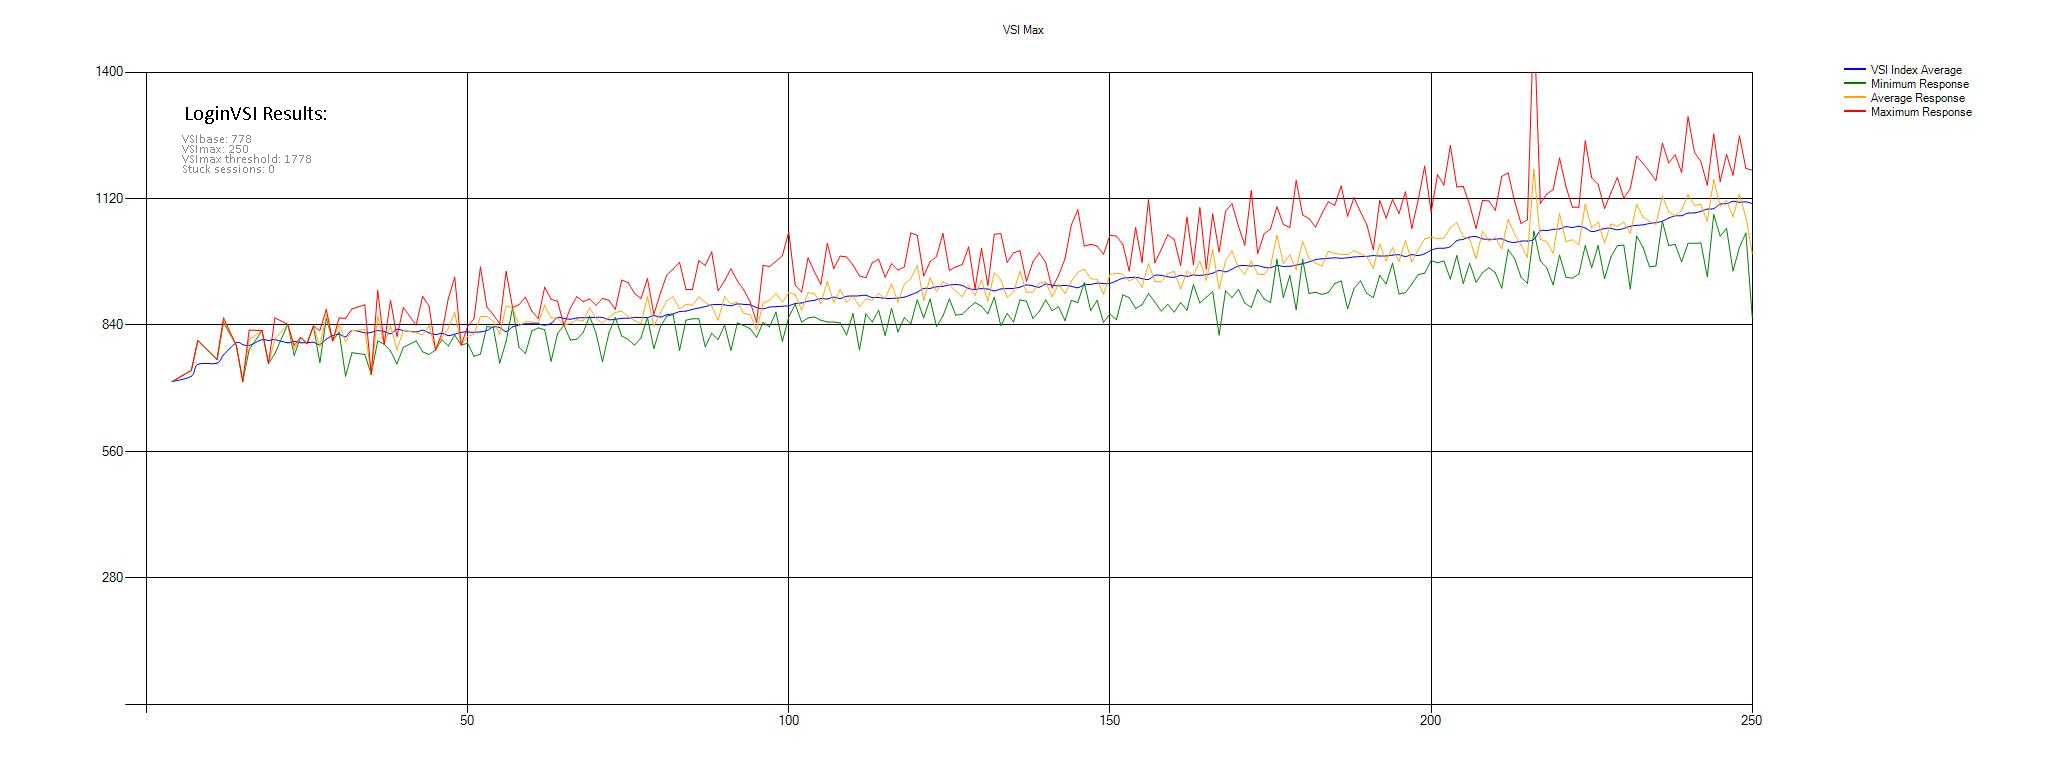 VSI Max
1400
1120
840
560
280
LoginVSI Results:
VSIbase: 778
VSImax: 250
VSImax threshold: 1778
Stuck sessions: 0
VSI Index Average
Minimum Response
Average Response
Maximum Response
50
100
150
200
250